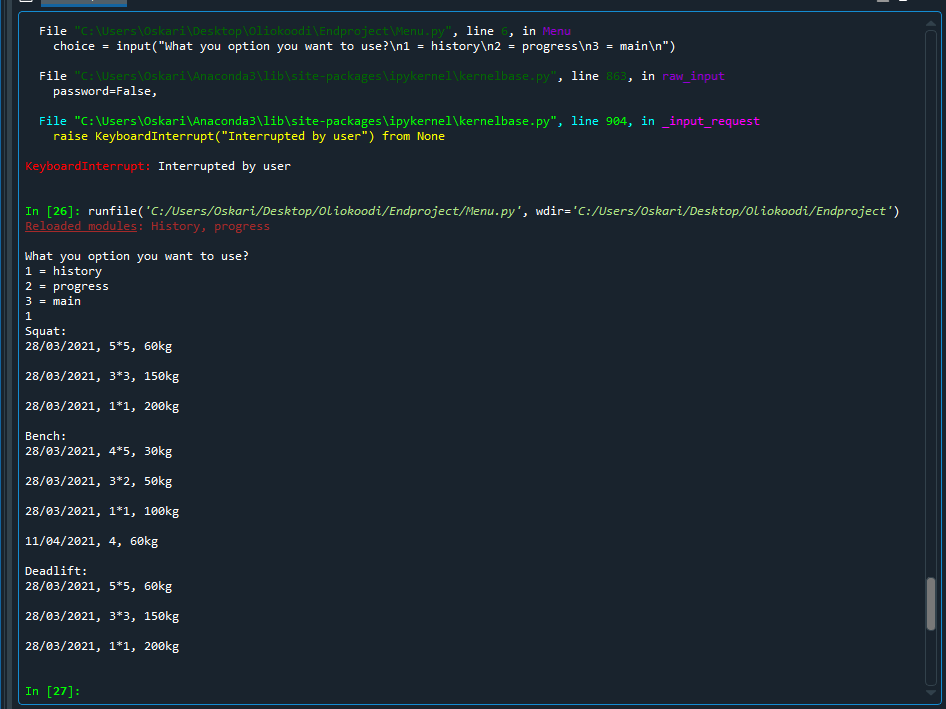 File "C:\Users\Oskari\Desktop\Oliokoodi\Endproject\Menu.py", line 6, in Menu
choice = input("What you option you want to use?\n1 = history\n2 = progress\n3 = main\n")
File "C:\Users\Oskari\Anaconda3\lib\site-packages\ipykernel\kernelbase.py", line 863, in raw_input
password=False,
File "C:\Users\Oskari\Anaconda3\lib\site-packages\ipykernel\kernelbase.py", line 904, in _input_request
raise KeyboardInterrupt("Interrupted by user") from None
KeyboardInterrupt: Interrupted by user
In [26]: runfile('C:/Users/Oskari/Desktop/Oliokoodi/Endproject/Menu.py', wdir='C:/Users/Oskari/Desktop/Oliokoodi/Endproject')
Reloaded modules: History, progress
What you option you want to use?
1 = history
2 = progress
3 = main
1
Squat:
28/03/2021, 5*5, 60kg
28/03/2021, 3*3, 150kg
28/03/2021, 1*1, 200kg
Bench:
28/03/2021, 4*5, 30kg
28/03/2021, 3*2, 50kg
28/03/2021, 1*1, 100kg
11/04/2021, 4, 60kg
Deadlift:
28/03/2021, 5*5, 60kg
28/03/2021, 3*3, 150kg
28/03/2021, 1*1, 200kg
In [27]: